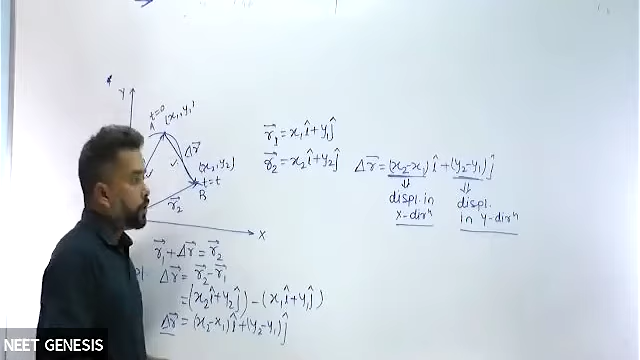 Y
t=0
A
(x₁,y₁)
Δr⃗
(x₂,y₂)
t=t
B
r⃗₂
X
r⃗₁=x₁î+y₁ĵ
r⃗₂=x₂î+y₂ĵ
Δr⃗=(x₂-x₁)î+(y₂-y₁)ĵ
⇓ ⇓
displ. in displ.
x-dirⁿ in y-dirⁿ
r⃗₁+Δr⃗=r⃗₂
Δr⃗=r⃗₂-r⃗₁
=(x₂î+y₂ĵ)-(x₁î+y₁ĵ)
Δr⃗=(x₂-x₁)î+(y₂-y₁)ĵ
NEET GENESIS